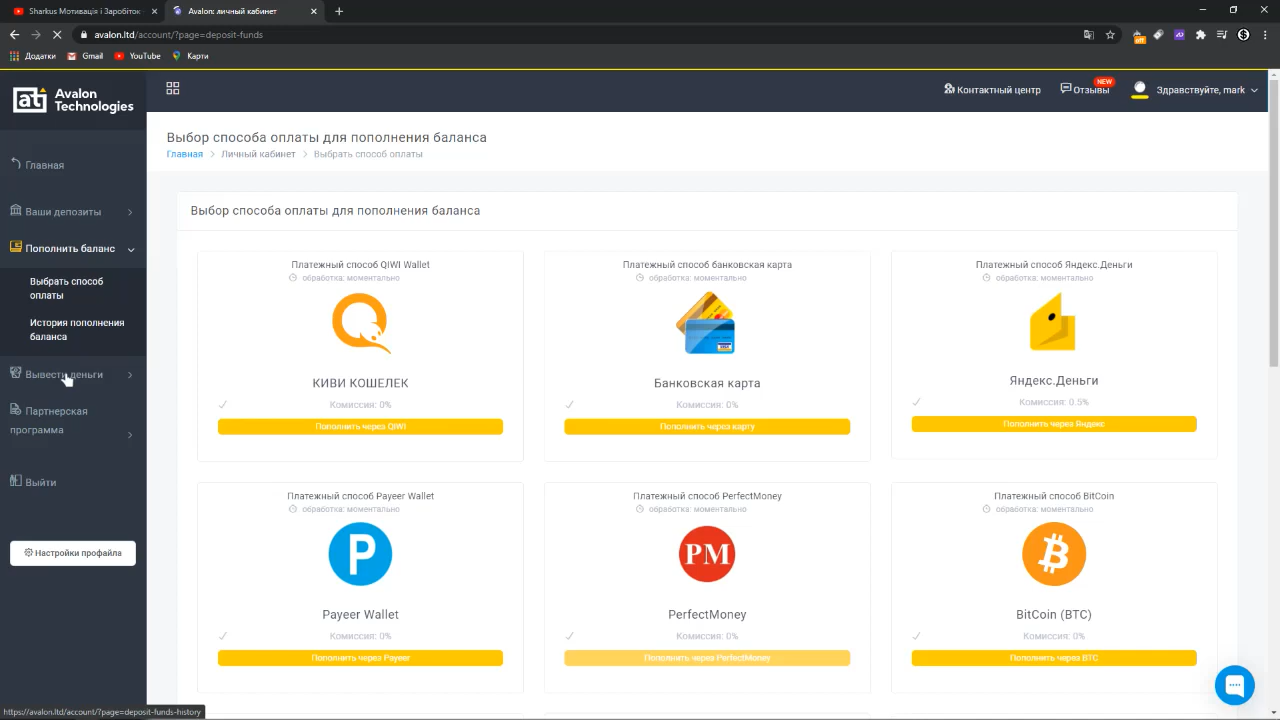 Sharkus Мотивація і Заробіток
Avalon: личный кабинет
avalon.ltd/account/?page=deposit-funds
Додатки
Gmail
YouTube
Карти
Avalon
Technologies
Контактный центр
Отзывы
NEW
Здравствуйте, mark
Главная
Ваши депозиты
Пополнить баланс
Выбрать способ
оплаты
История пополнения
баланса
Вывести деньги
Партнерская
программа
Выйти
Настройки профайла
Выбор способа оплаты для пополнения баланса
Главная > Личный кабинет > Выбрать способ оплаты
Выбор способа оплаты для пополнения баланса
Платежный способ QIWI Wallet
обработка: моментально
КИВИ КОШЕЛЕК
Комиссия: 0%
Пополнить через QIWI
Платежный способ банковская карта
обработка: моментально
VISA
Банковская карта
Комиссия: 0%
Пополнить через карту
Платежный способ Яндекс.Деньги
обработка: моментально
Яндекс.Деньги
Комиссия: 0.5%
Пополнить через Яндекс
Платежный способ Payeer Wallet
обработка: моментально
P
Payeer Wallet
Комиссия: 0%
Пополнить через Payeer
Платежный способ PerfectMoney
обработка: моментально
PM
PerfectMoney
Комиссия: 0%
Пополнить через PerfectMoney
Платежный способ BitCoin
обработка: моментально
BitCoin (BTC)
Комиссия: 0%
Пополнить через BTC
https://avalon.ltd/account/?page=deposit-funds-history